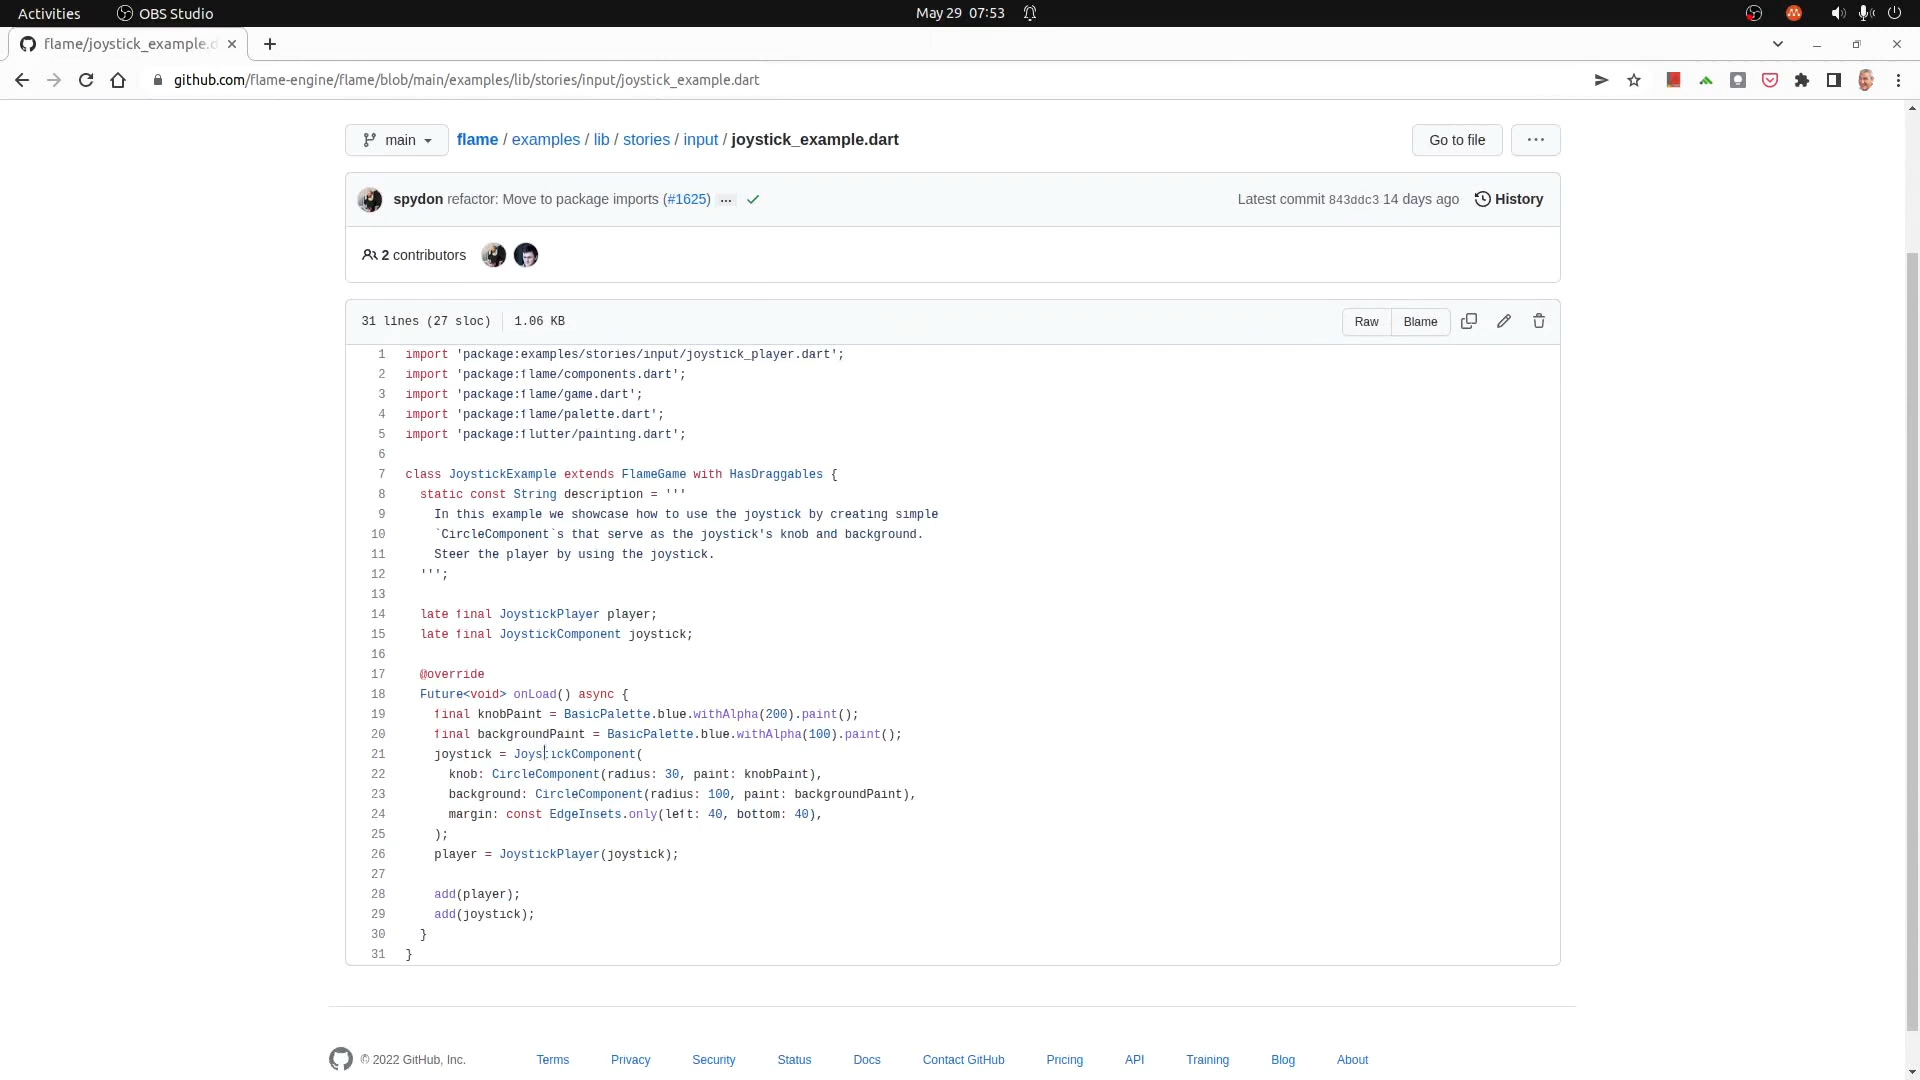 Activities OBS Studio May 29 07:53
flame/joystick_example.d
github.com/flame-engine/flame/blob/main/examples/lib/stories/input/joystick_example.dart
main flame / examples / lib / stories / input / joystick_example.dart Go to file ...
spydon refactor: Move to package imports (#1625) ... Latest commit 843ddc3 14 days ago History
2 contributors
31 lines (27 sloc) 1.06 KB Raw Blame
1 import 'package:examples/stories/input/joystick_player.dart';
2 import 'package:flame/components.dart';
3 import 'package:flame/game.dart';
4 import 'package:flame/palette.dart';
5 import 'package:flutter/painting.dart';
6
7 class JoystickExample extends FlameGame with HasDraggables {
8 static const String description = '''
9 In this example we showcase how to use the joystick by creating simple
10 `CircleComponent`s that serve as the joystick's knob and background.
11 Steer the player by using the joystick.
12 ''';
13
14 late final JoystickPlayer player;
15 late final JoystickComponent joystick;
16
17 @override
18 Future<void> onLoad() async {
19 final knobPaint = BasicPalette.blue.withAlpha(200).paint();
20 final backgroundPaint = BasicPalette.blue.withAlpha(100).paint();
21 joystick = JoystickComponent(
22 knob: CircleComponent(radius: 30, paint: knobPaint),
23 background: CircleComponent(radius: 100, paint: backgroundPaint),
24 margin: const EdgeInsets.only(left: 40, bottom: 40),
25 );
26 player = JoystickPlayer(joystick);
27
28 add(player);
29 add(joystick);
30 }
31 }
© 2022 GitHub, Inc. Terms Privacy Security Status Docs Contact GitHub Pricing API Training Blog About